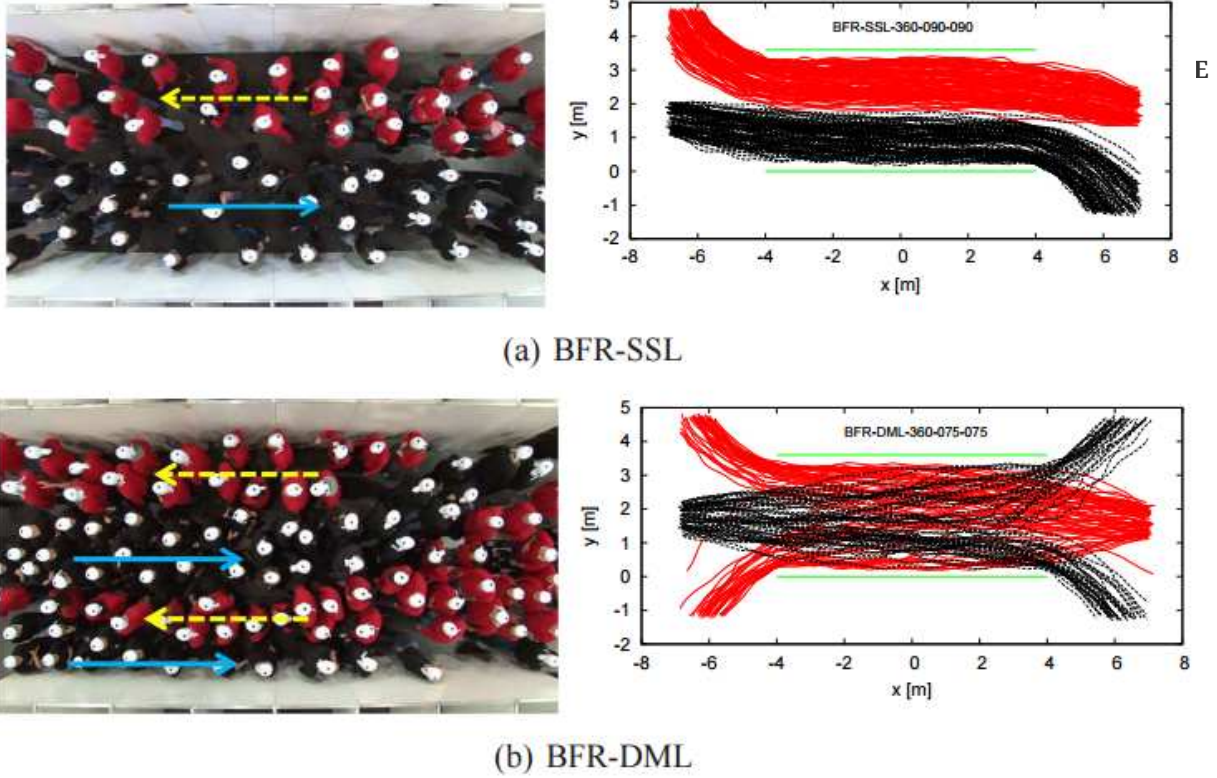 5
4
3
2
1
0
-1
-2
y [m]
BFR-SSL-360-090-090
E
-8 -6 -4 -2 0 2 4 6 8
x [m]
(a) BFR-SSL
5
4
3
2
1
0
-1
-2
y [m]
BFR-DML-360-075-075
-8 -6 -4 -2 0 2 4 6 8
x [m]
(b) BFR-DML